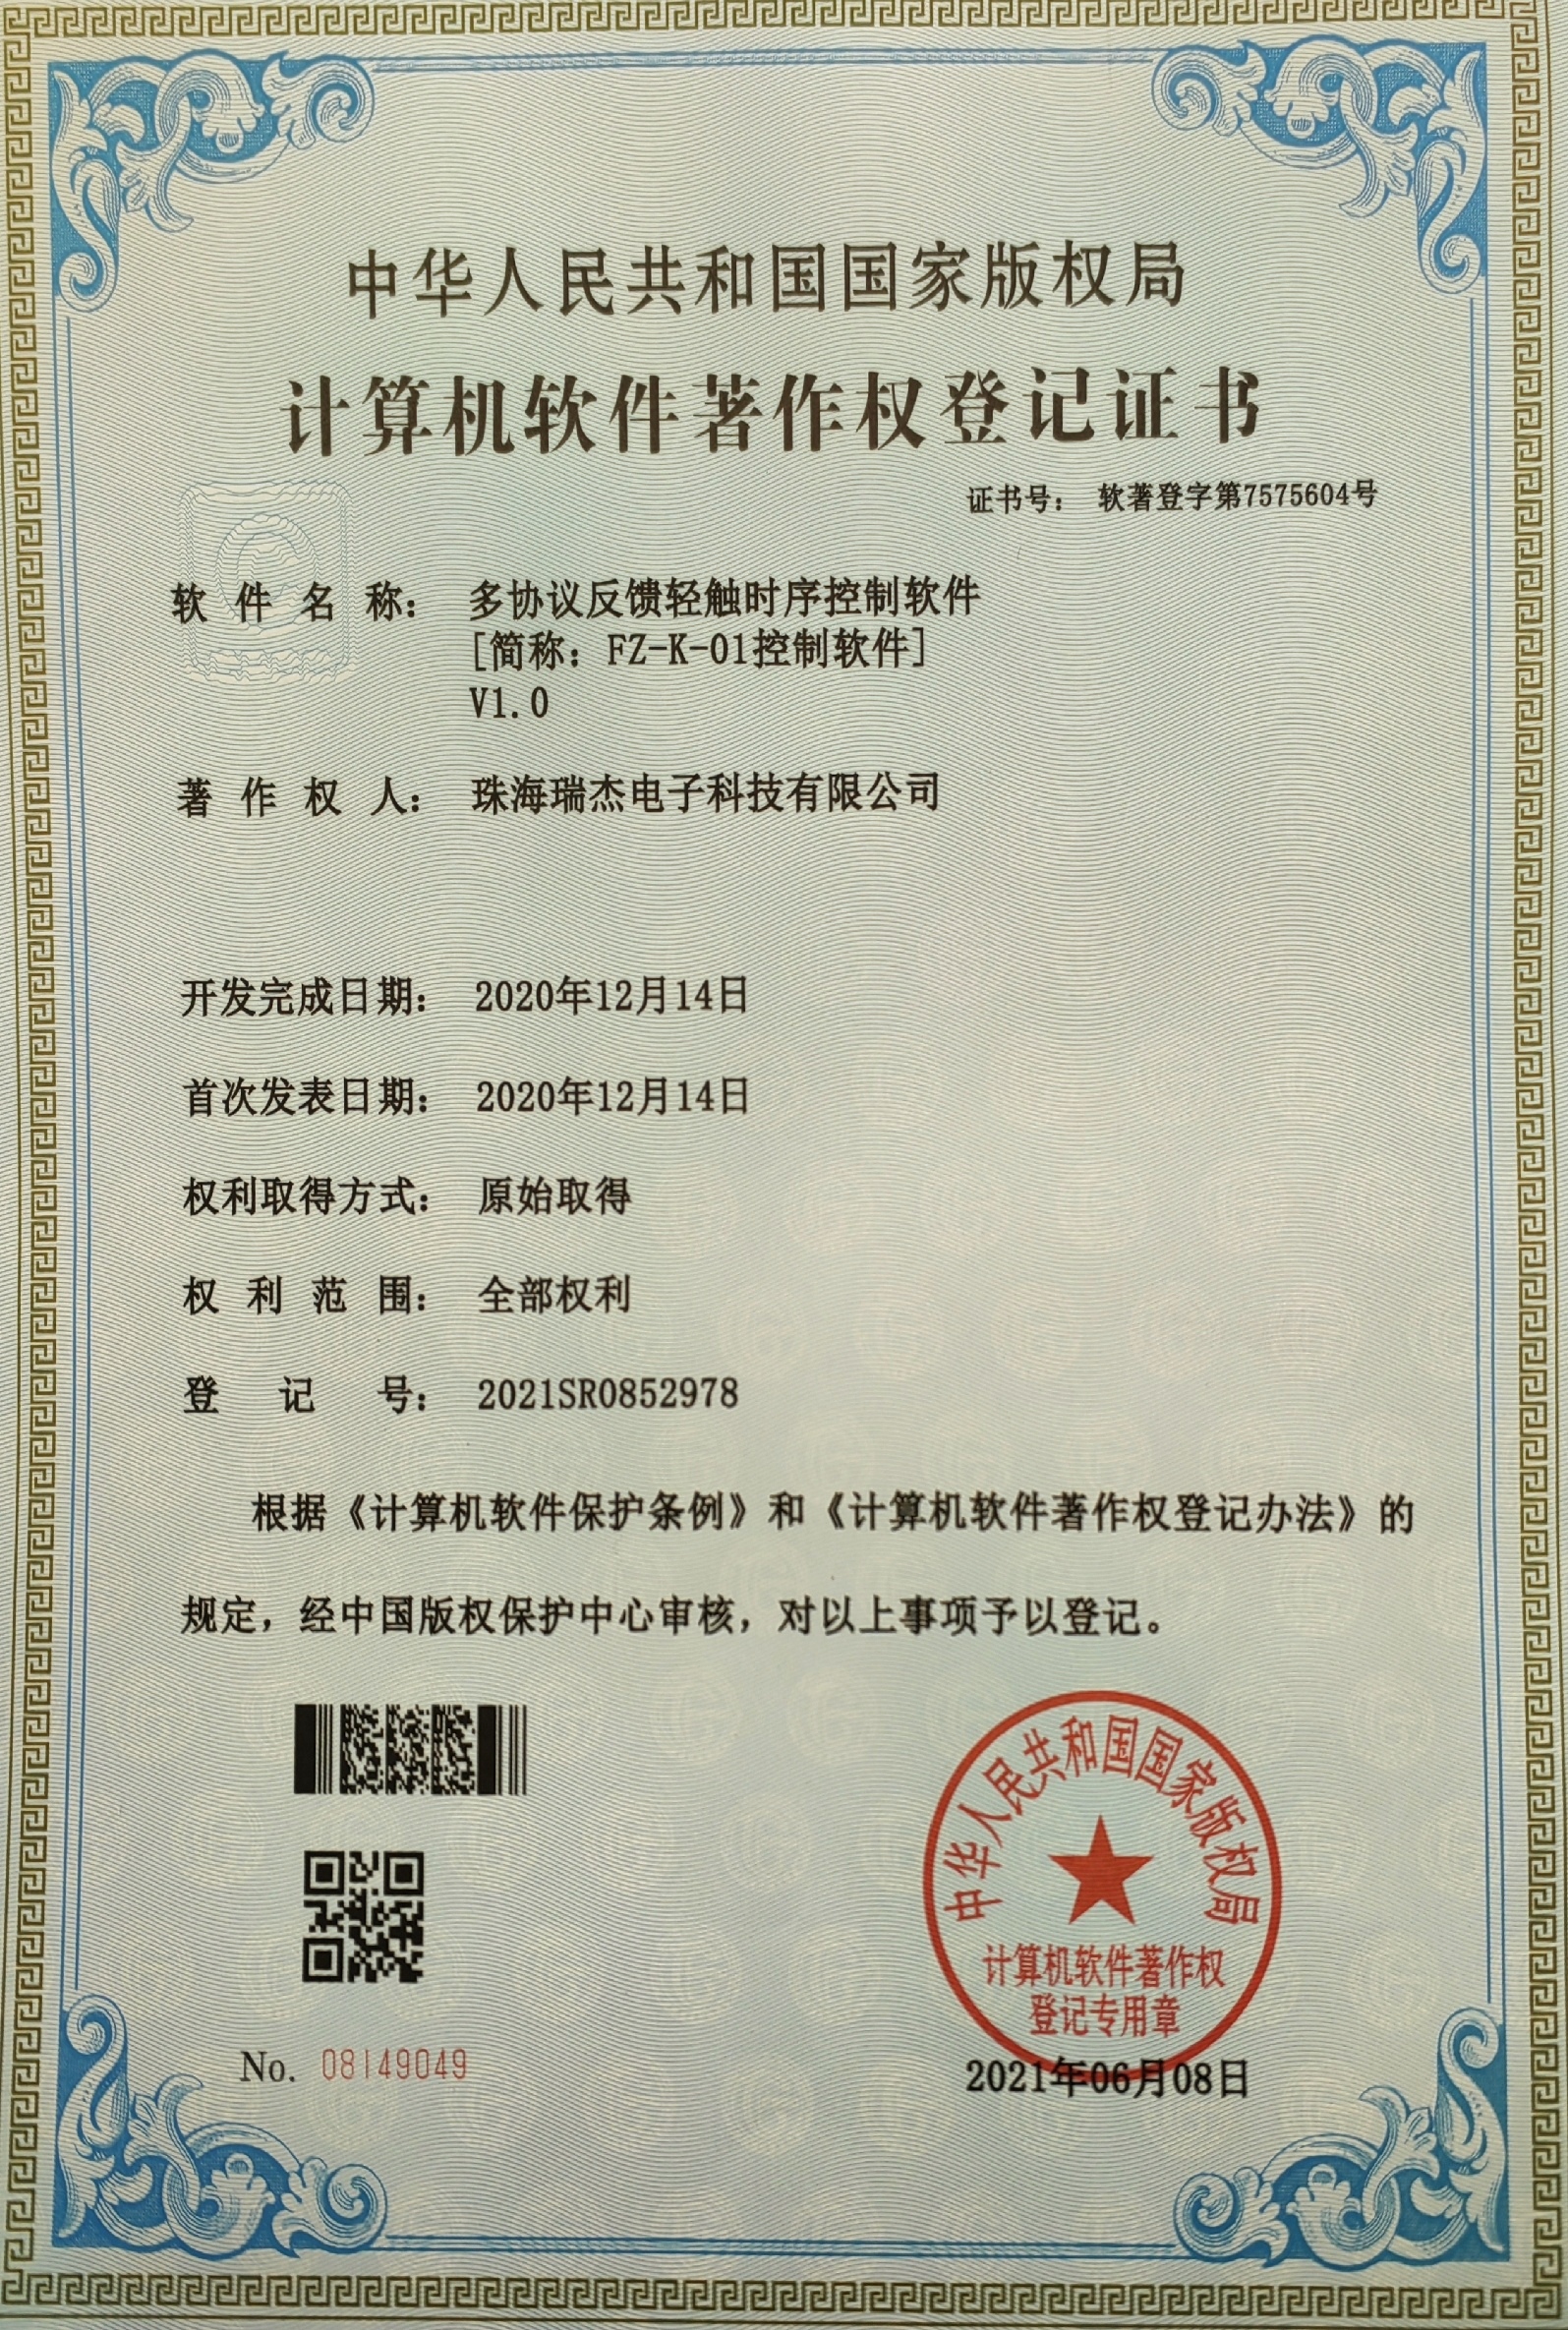 中华人民共和国国家版权局
计算机软件著作权登记证书
证书号： 软著登字第7575604号
软件名称： 多协议反馈轻触时序控制软件
[简称：FZ-K-01控制软件]
V1.0
著作权人： 珠海瑞杰电子科技有限公司
开发完成日期： 2020年12月14日
首次发表日期： 2020年12月14日
权利取得方式： 原始取得
权利范围： 全部权利
登记号： 2021SR0852978
根据《计算机软件保护条例》和《计算机软件著作权登记办法》的
规定，经中国版权保护中心审核，对以上事项予以登记。
中华人民共和国国家版权局
计算机软件著作权
登记专用章
No. 08149049
2021年06月08日